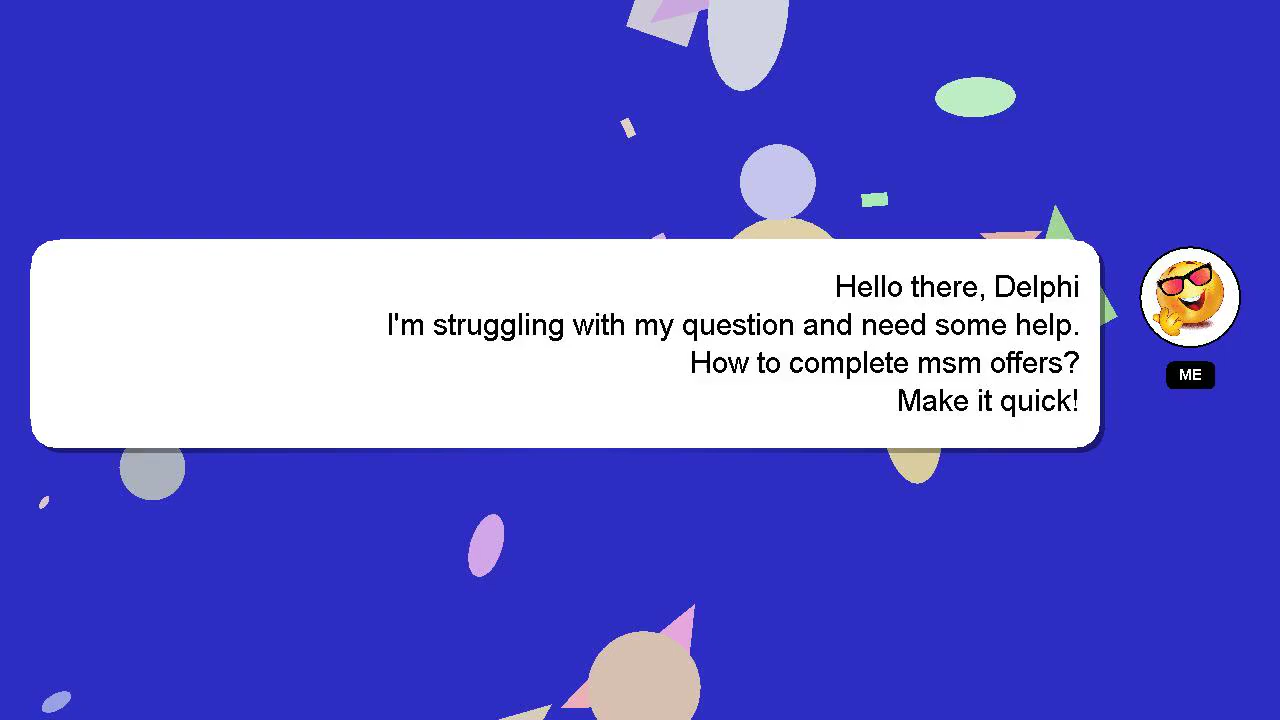 Hello there, Delphi
I'm struggling with my question and need some help.
How to complete msm offers?
Make it quick!
ME